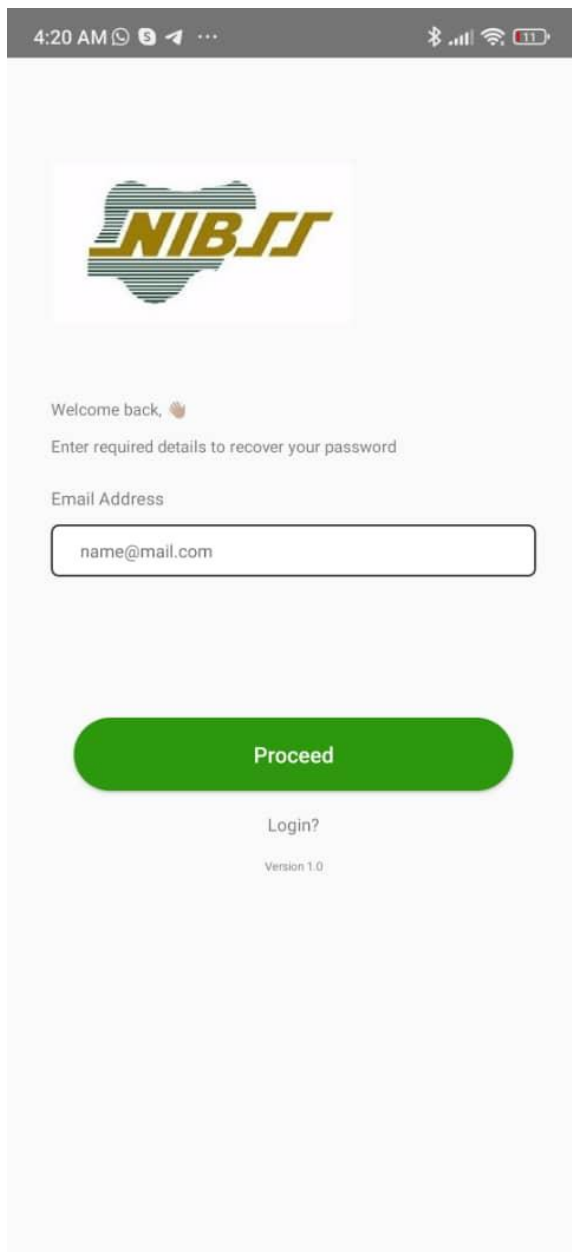 4:20 AM
11
NIBSS
Welcome back, 👋🏼
Enter required details to recover your password
Email Address
name@mail.com
Proceed
Login?
Version 1.0